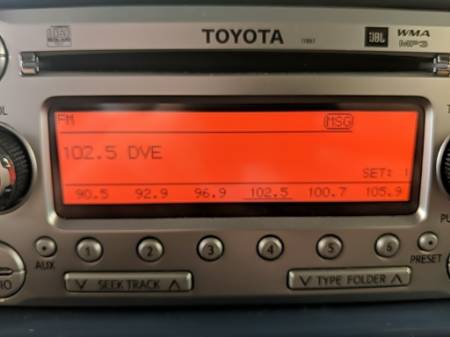 TOYOTA
JBL WMA
MP3
FM MSG
102.5 DVE
SET: 1
90.5 92.9 96.9 102.5 100.7 105.9
1 2 3 4 5 6
AUX PRESET
∨ SEEK TRACK ∧ ∨ TYPE FOLDER ∧